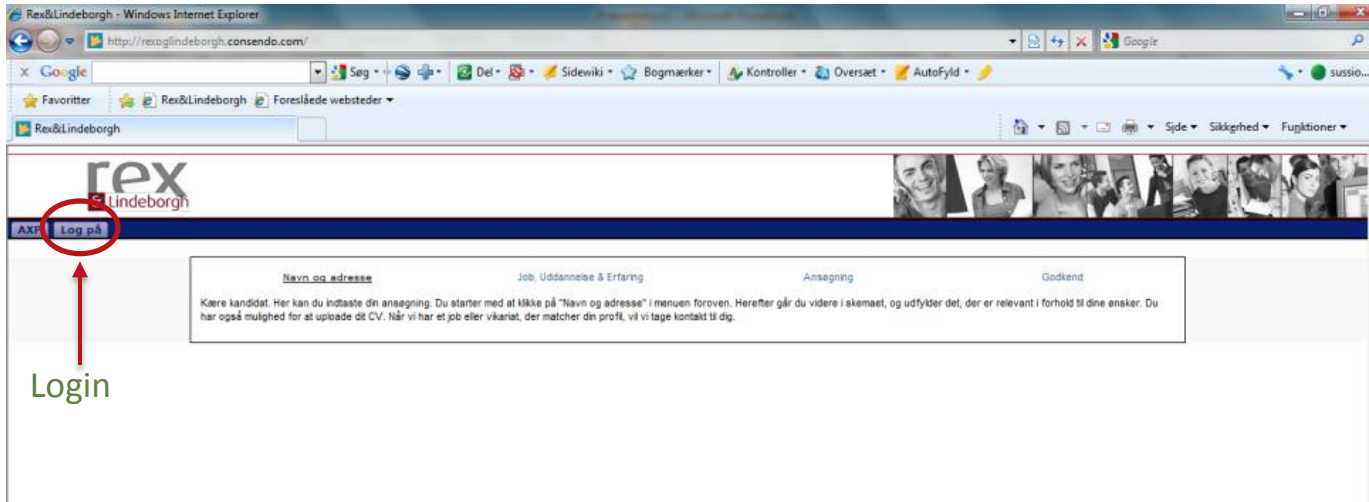 Rex&Lindeborgh - Windows Internet Explorer
http://rexoglindeborgh.consendo.com/
Google
x Google
Søg
Del
Sidewiki
Bogmærker
Kontroller
Oversæt
AutoFyld
sussio...
Favoritter
Rex&Lindeborgh
Foreslåede websteder
Rex&Lindeborgh
Side
Sikkerhed
Funktioner
rex
& Lindeborgh
AXP
Log på
Navn og adresse
Job, Uddannelse & Erfaring
Ansøgning
Godkend
Kære kandidat. Her kan du indtaste din ansøgning. Du starter med at klikke på "Navn og adresse" i menuen foroven. Herefter går du videre i skemaet, og udfylder det, der er relevant i forhold til dine ønsker. Du
har også mulighed for at uploade dit CV. Når vi har et job eller vikariat, der matcher din profil, vil vi tage kontakt til dig.
Login